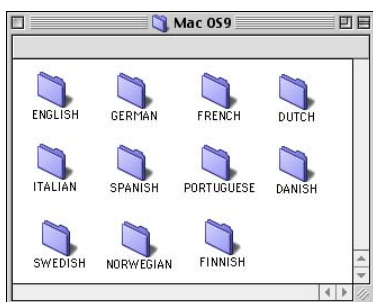 Mac OS9
ENGLISH GERMAN FRENCH DUTCH
ITALIAN SPANISH PORTUGUESE DANISH
SWEDISH NORWEGIAN FINNISH